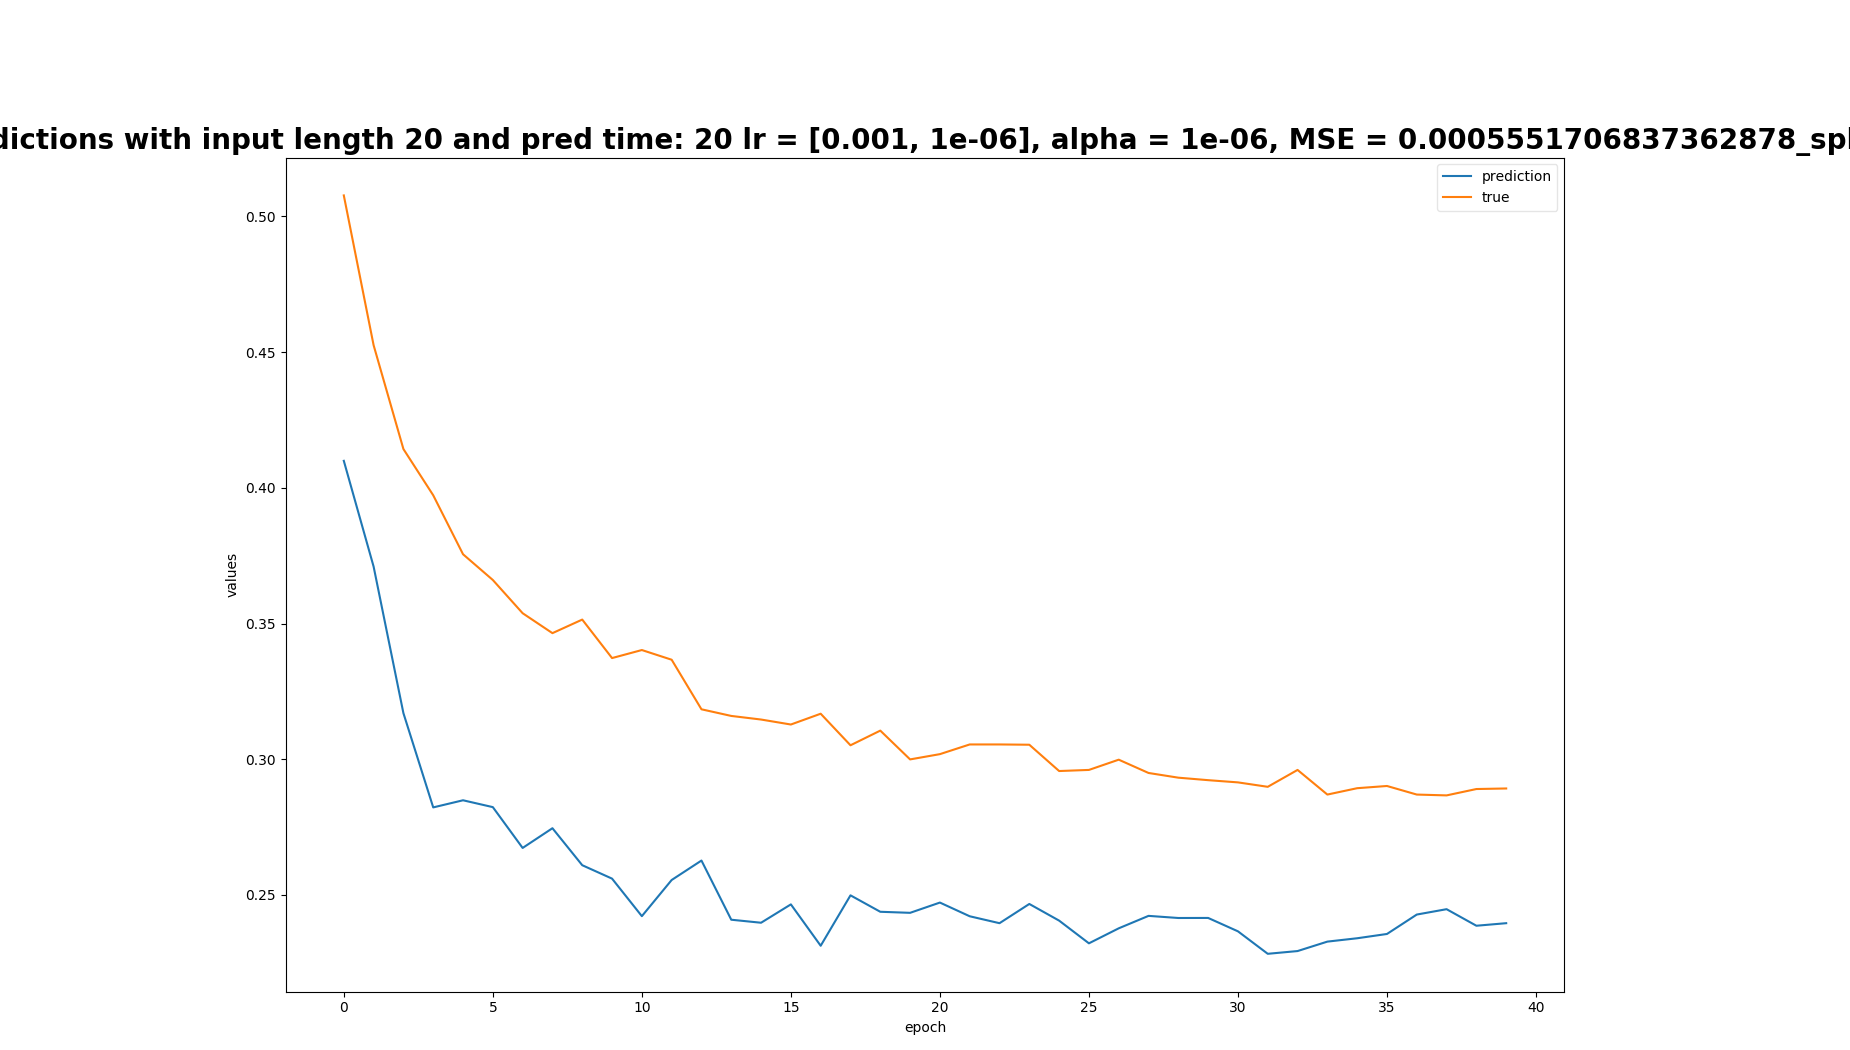 dictions with input length 20 and pred time: 20 lr = [0.001, 1e-06], alpha = 1e-06, MSE = 0.0005551706837362878_spl
prediction
true
0.50
0.45
0.40
0.35
0.30
0.25
values
0 5 10 15 20 25 30 35 40
epoch